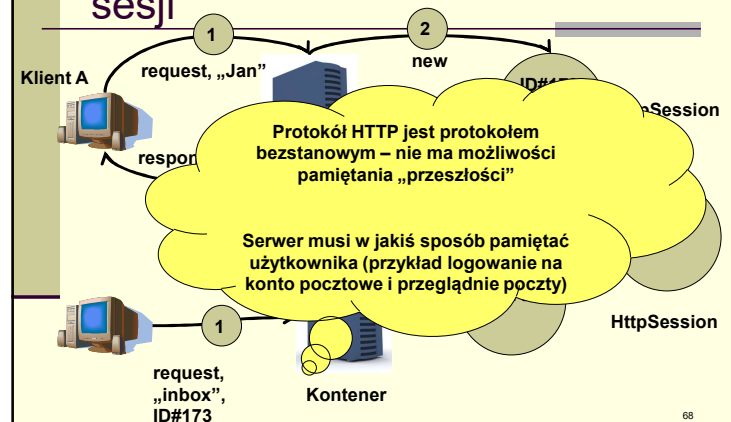 sesji
1
2
Klient A
request, „Jan”
new
Protokół HTTP jest protokołem
bezstanowym – nie ma możliwości
pamiętania „przeszłości”
Serwer musi w jakiś sposób pamiętać
użytkownika (przykład logowanie na
konto pocztowe i przeglądnie poczty)
1
HttpSession
request,
„inbox”,
ID#173
Kontener
68